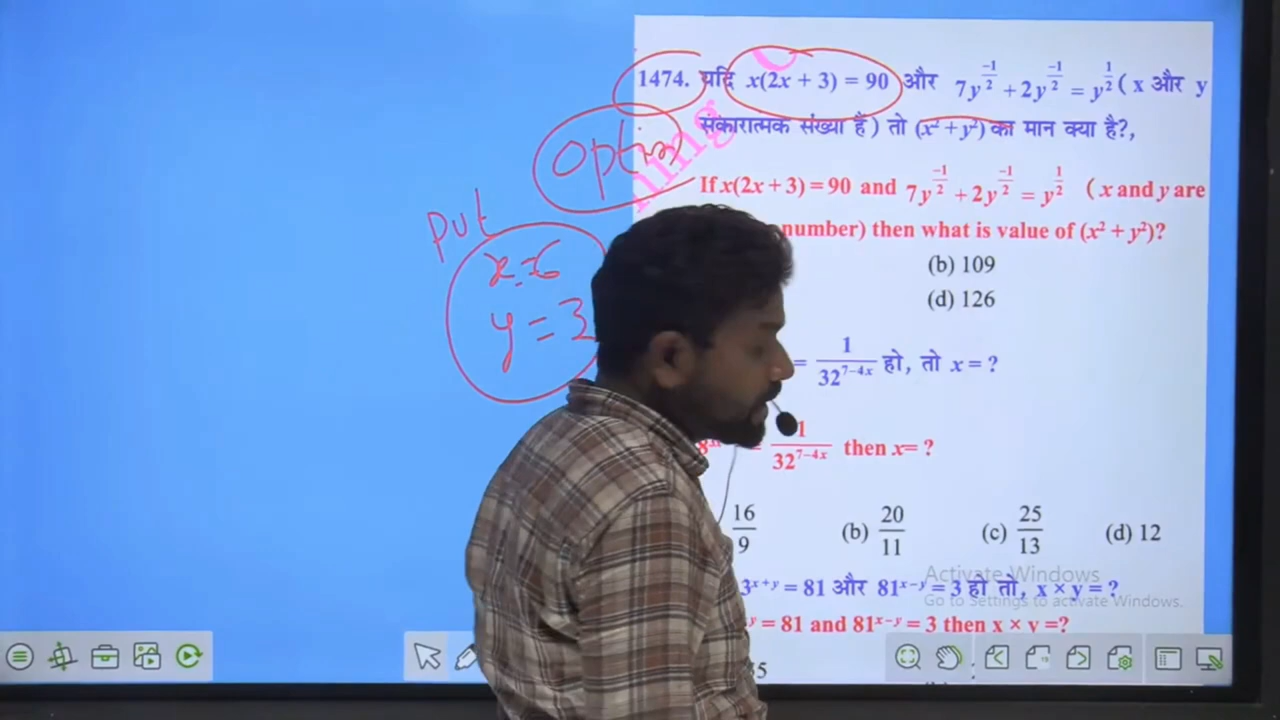 1474. यदि x(2x + 3) = 90 और 7y^{-1/2} + 2y^{-1/2} = y^{1/2} ( x और y
संकारात्मक संख्या है ) तो (x² + y²) का मान क्या है?,
option
If x(2x + 3) = 90 and 7y^{-1/2} + 2y^{-1/2} = y^{1/2} ( x and y are
number) then what is value of (x² + y²)?
put
x=6
y = 3
(b) 109
(d) 126
= 1/32^{7-4x} हो, तो x = ?
= 1/32^{7-4x} then x= ?
16/9 (b) 20/11 (c) 25/13 (d) 12
3^{x+y} = 81 और 81^{x-y} = 3 हो तो, x × y = ?
= 81 and 81^{x-y} = 3 then x × y =?
Activate Windows
Go to Settings to activate Windows.